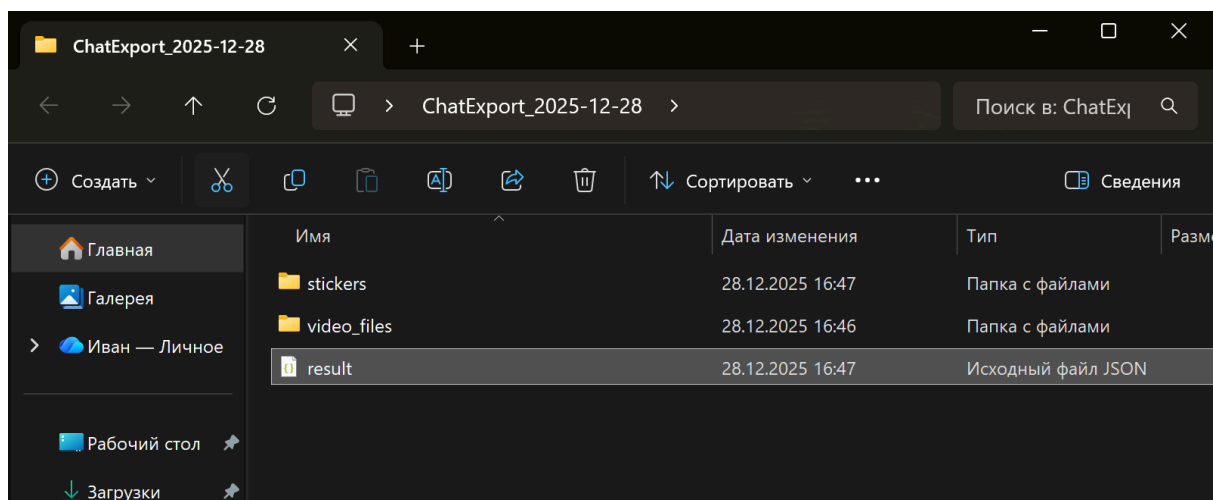 ChatExport_2025-12-28
ChatExport_2025-12-28
Поиск в: ChatExp
Создать
Сортировать
Сведения
Имя
Дата изменения
Тип
Разм
Главная
Галерея
Иван — Личное
Рабочий стол
Загрузки
stickers 28.12.2025 16:47 Папка с файлами
video_files 28.12.2025 16:46 Папка с файлами
result 28.12.2025 16:47 Исходный файл JSON